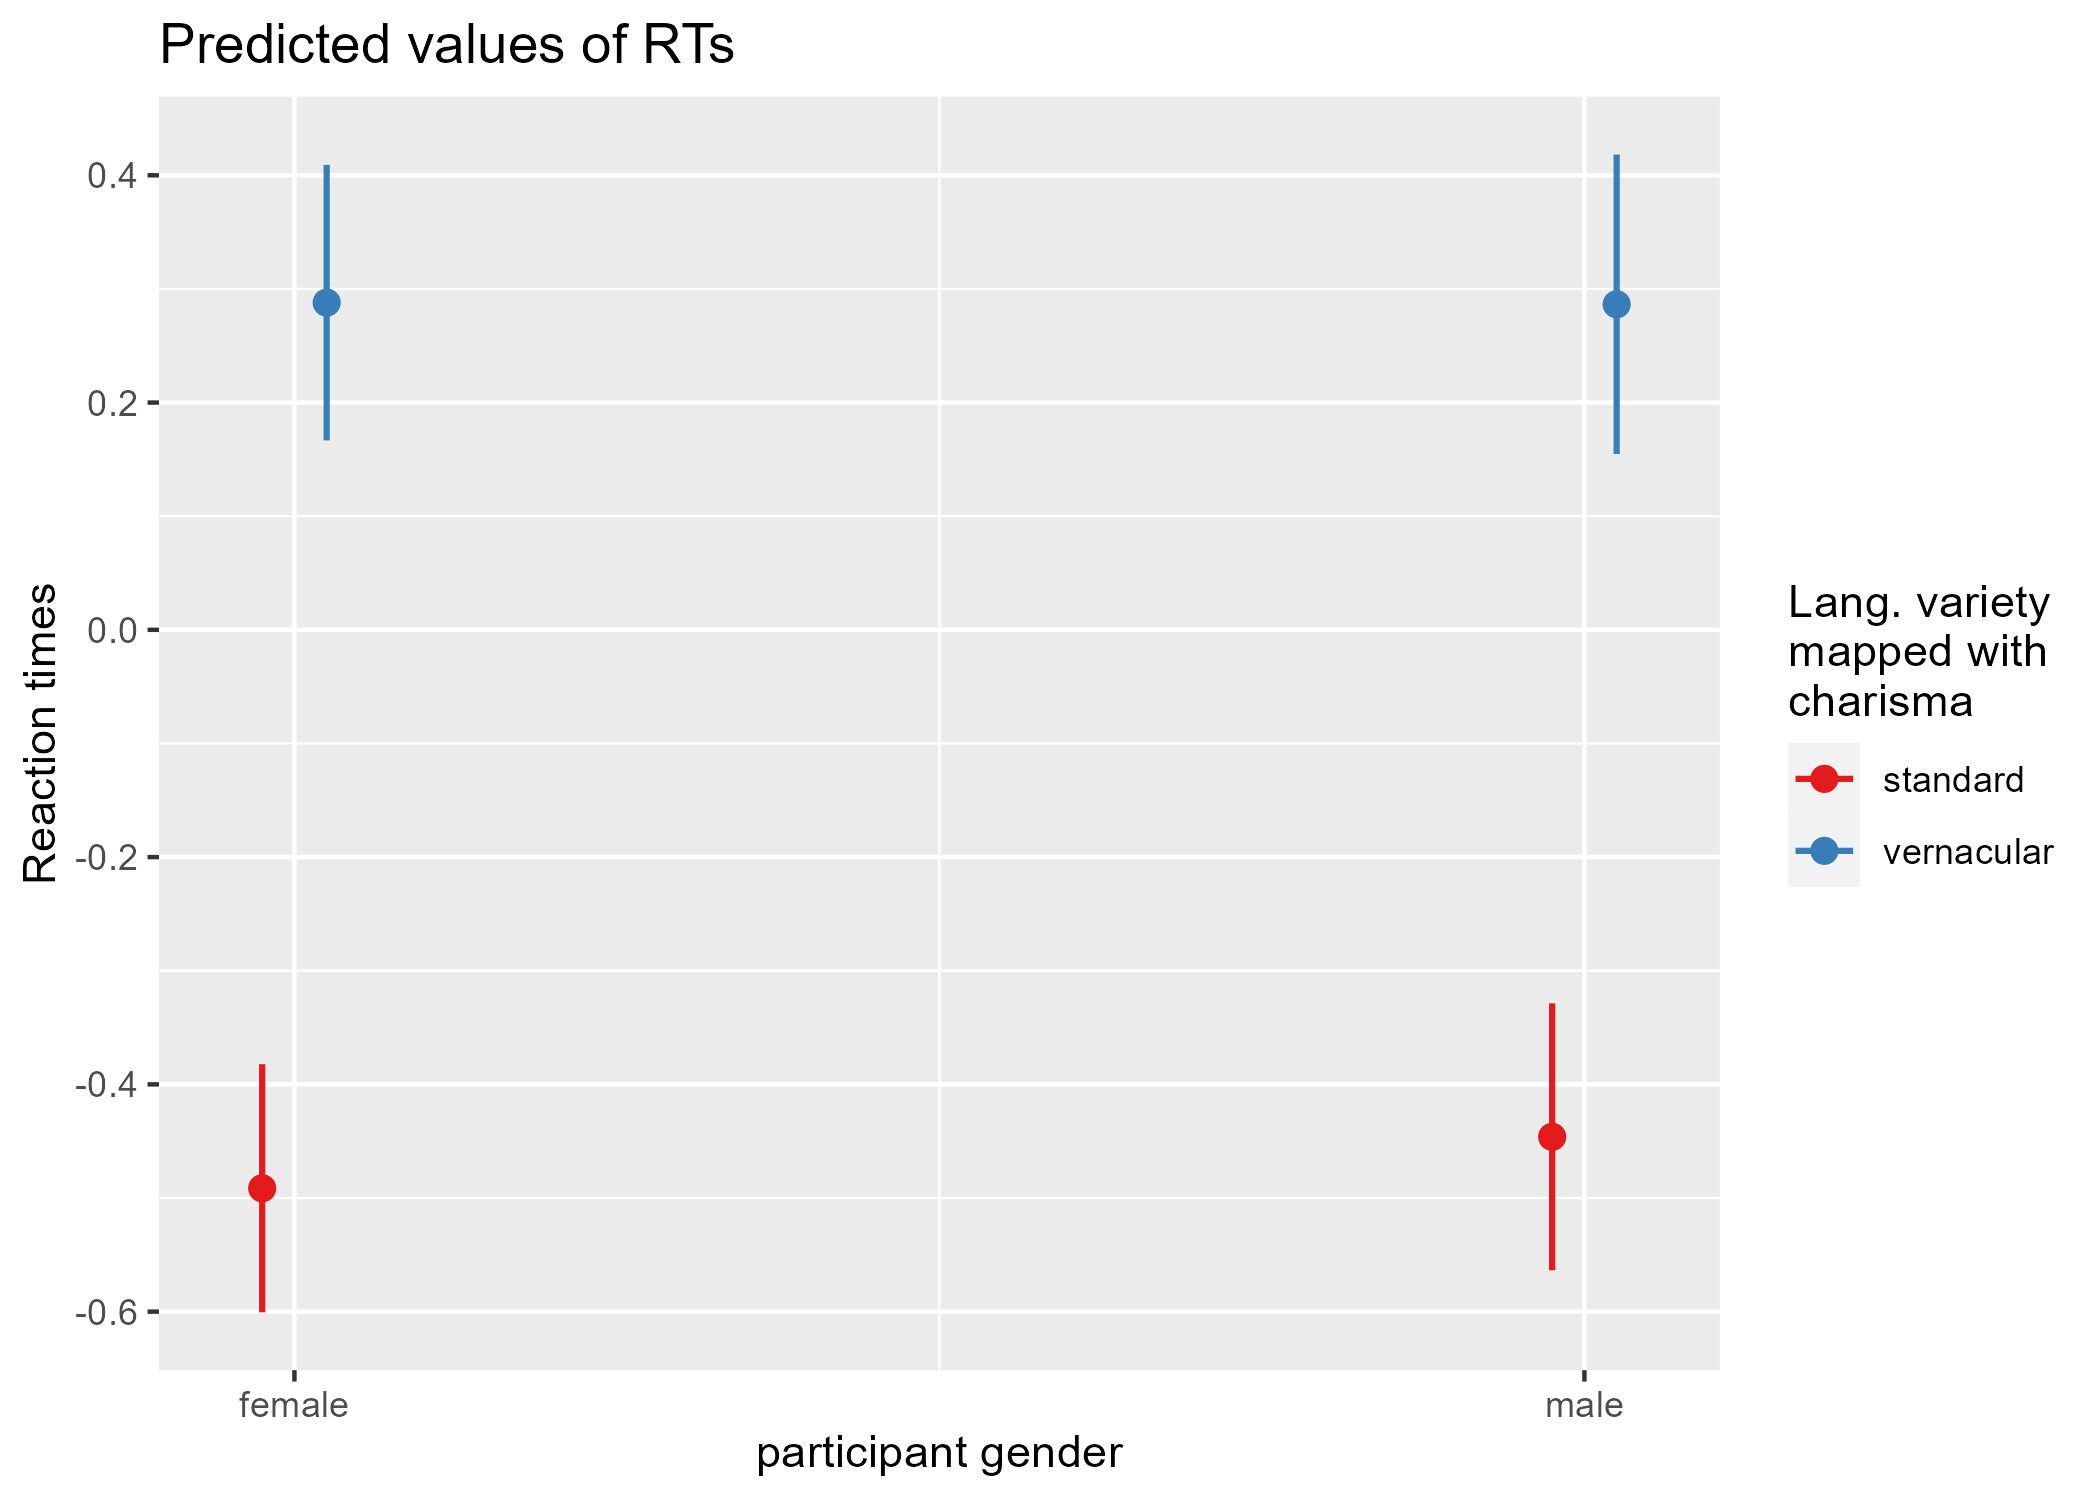 Predicted values of RTs
0.4
0.2
0.0
-0.2
-0.4
-0.6
Reaction times
female
male
participant gender
Lang. variety
mapped with
charisma
standard
vernacular